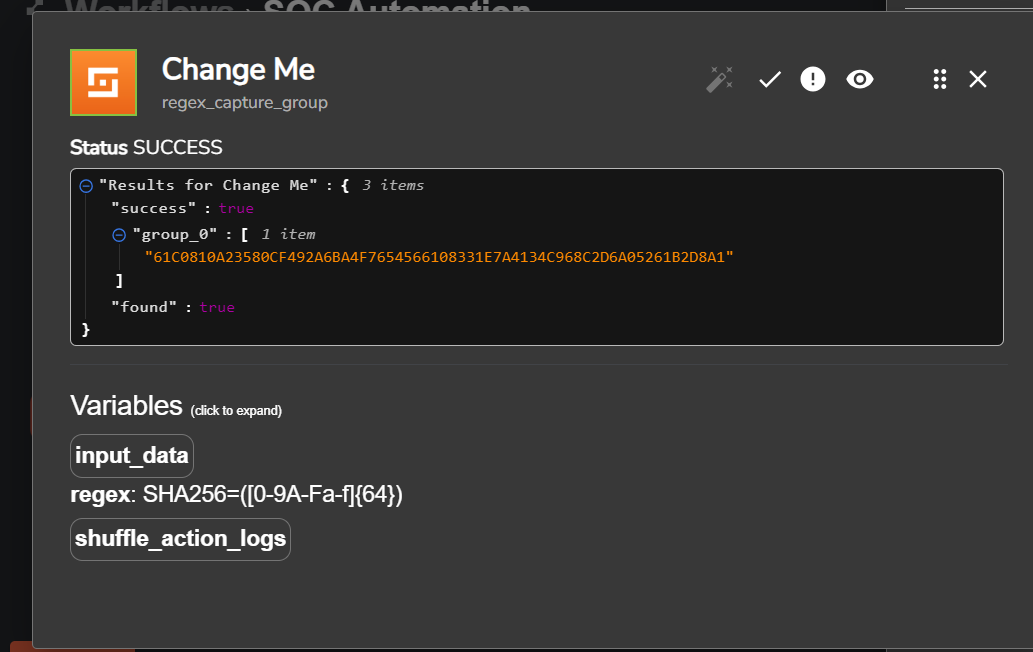 Workflows › SOC Automation
Change Me
regex_capture_group
Status SUCCESS
"Results for Change Me" : { 3 items
"success" : true
"group_0" : [ 1 item
"61C0810A23580CF492A6BA4F7654566108331E7A4134C968C2D6A05261B2D8A1"
]
"found" : true
}
Variables (click to expand)
input_data
regex: SHA256=([0-9A-Fa-f]{64})
shuffle_action_logs